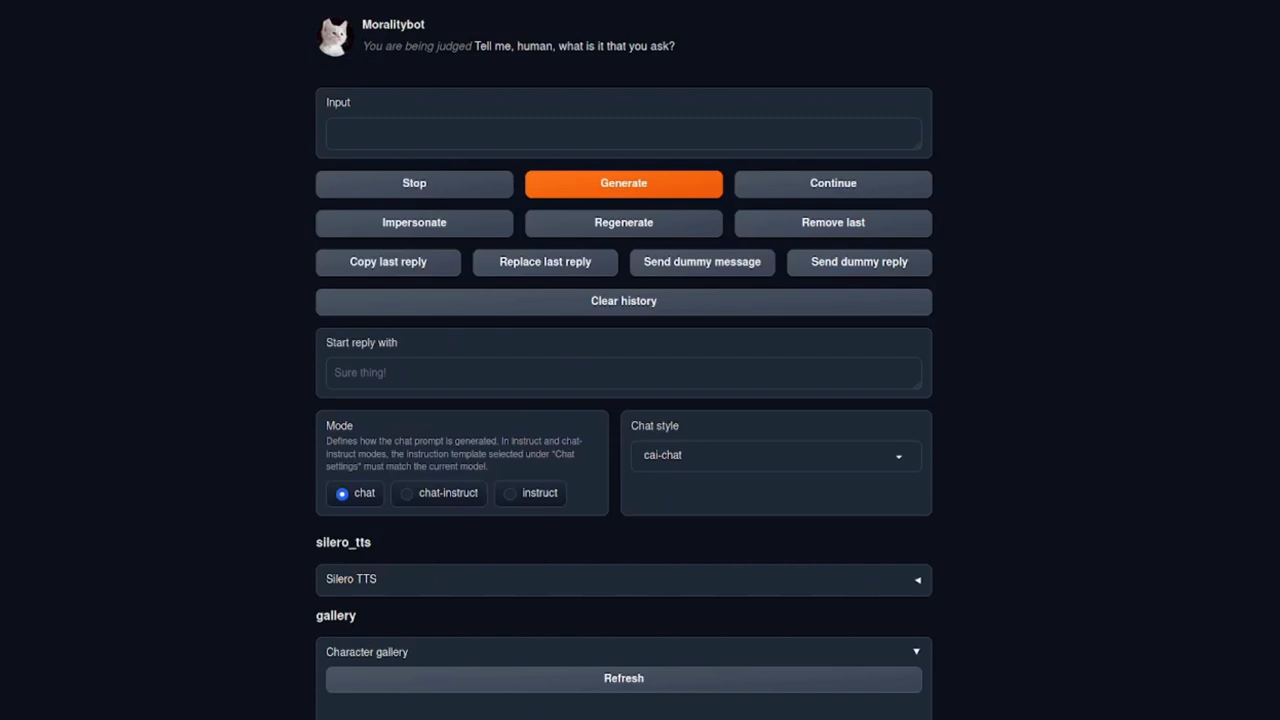 Moralitybot
You are being judged Tell me, human, what is it that you ask?
Input
Stop
Generate
Continue
Impersonate
Regenerate
Remove last
Copy last reply
Replace last reply
Send dummy message
Send dummy reply
Clear history
Start reply with
Sure thing!
Mode
Defines how the chat prompt is generated. In instruct and chat-
instruct modes, the instruction template selected under "Chat
settings" must match the current model.
chat
chat-instruct
instruct
Chat style
cai-chat
silero_tts
Silero TTS
gallery
Character gallery
Refresh